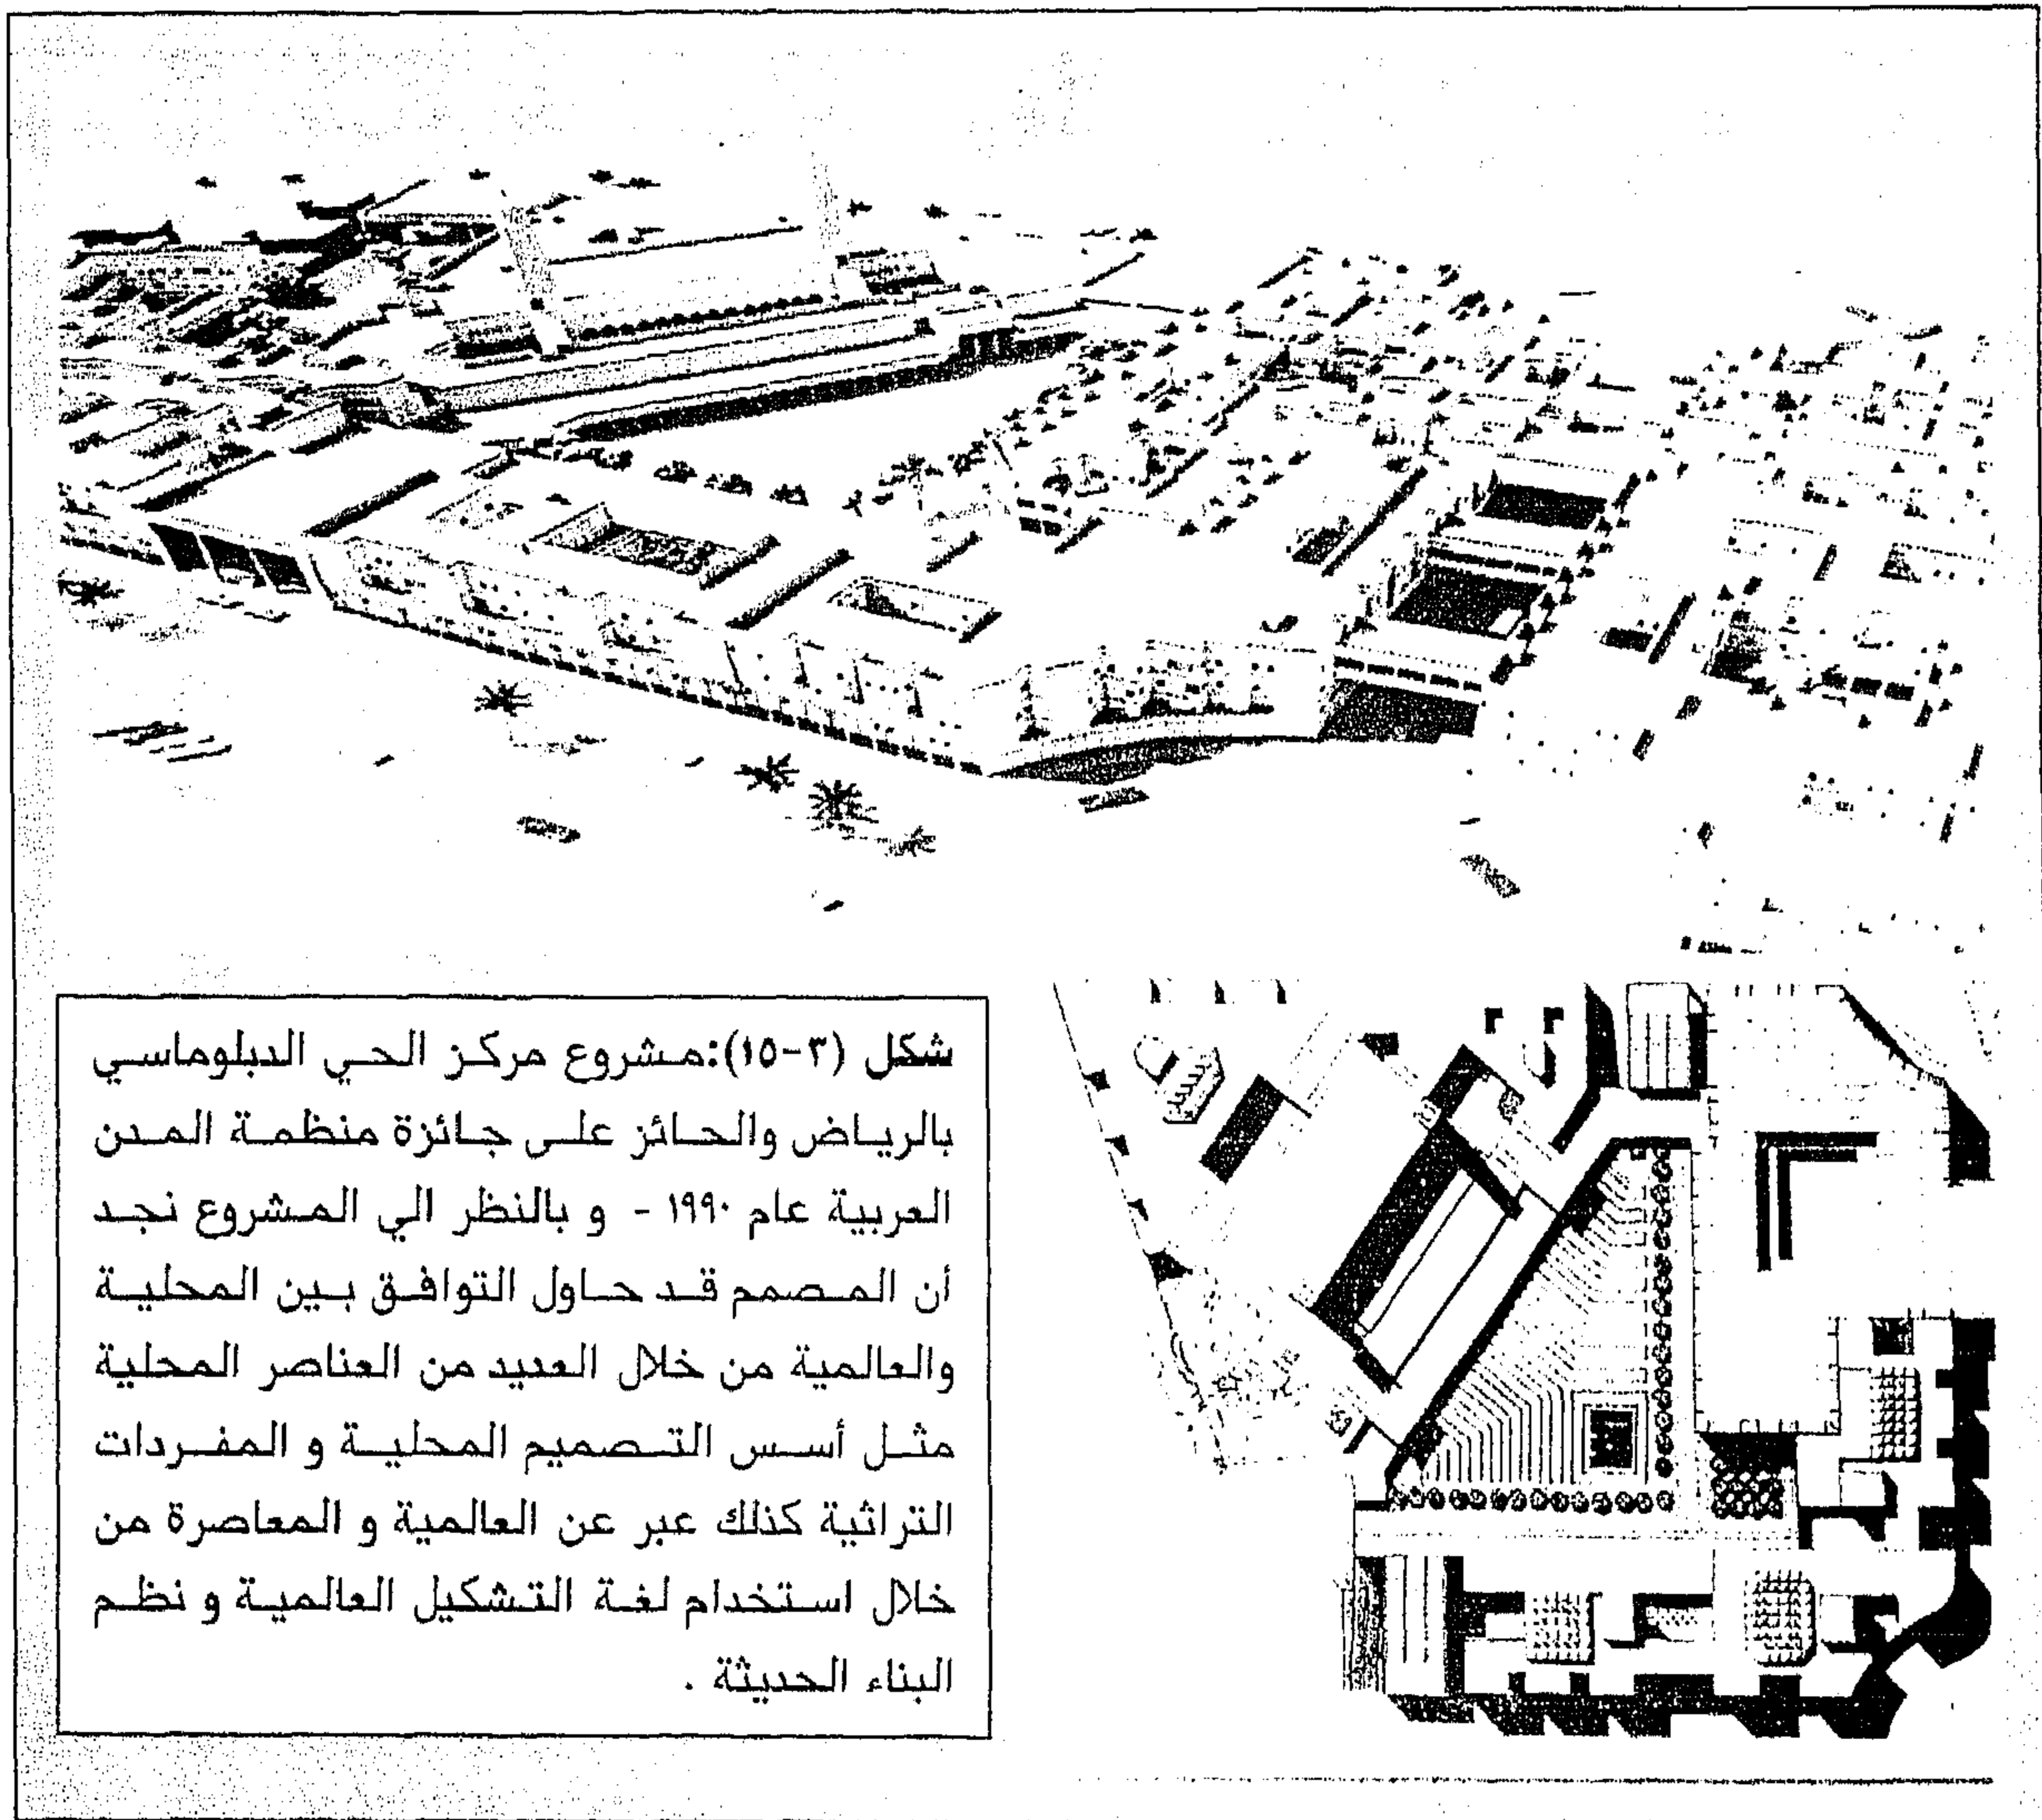 شكل (٣-١٥): مشروع مركز الحي الدبلوماسي
بالرياض والحائز على جائزة منظمة المدن
العربية عام ١٩٩٠ - و بالنظر الي المشروع نجد
أن المصمم قد حاول التوافق بين المحلية
والعالمية من خلال العديد من العناصر المحلية
مثل أسس التصميم المحلية و المفردات
التراثية كذلك عبر عن العالمية و المعاصرة من
خلال استخدام لغة التشكيل العالمية و نظم
البناء الحديثة .